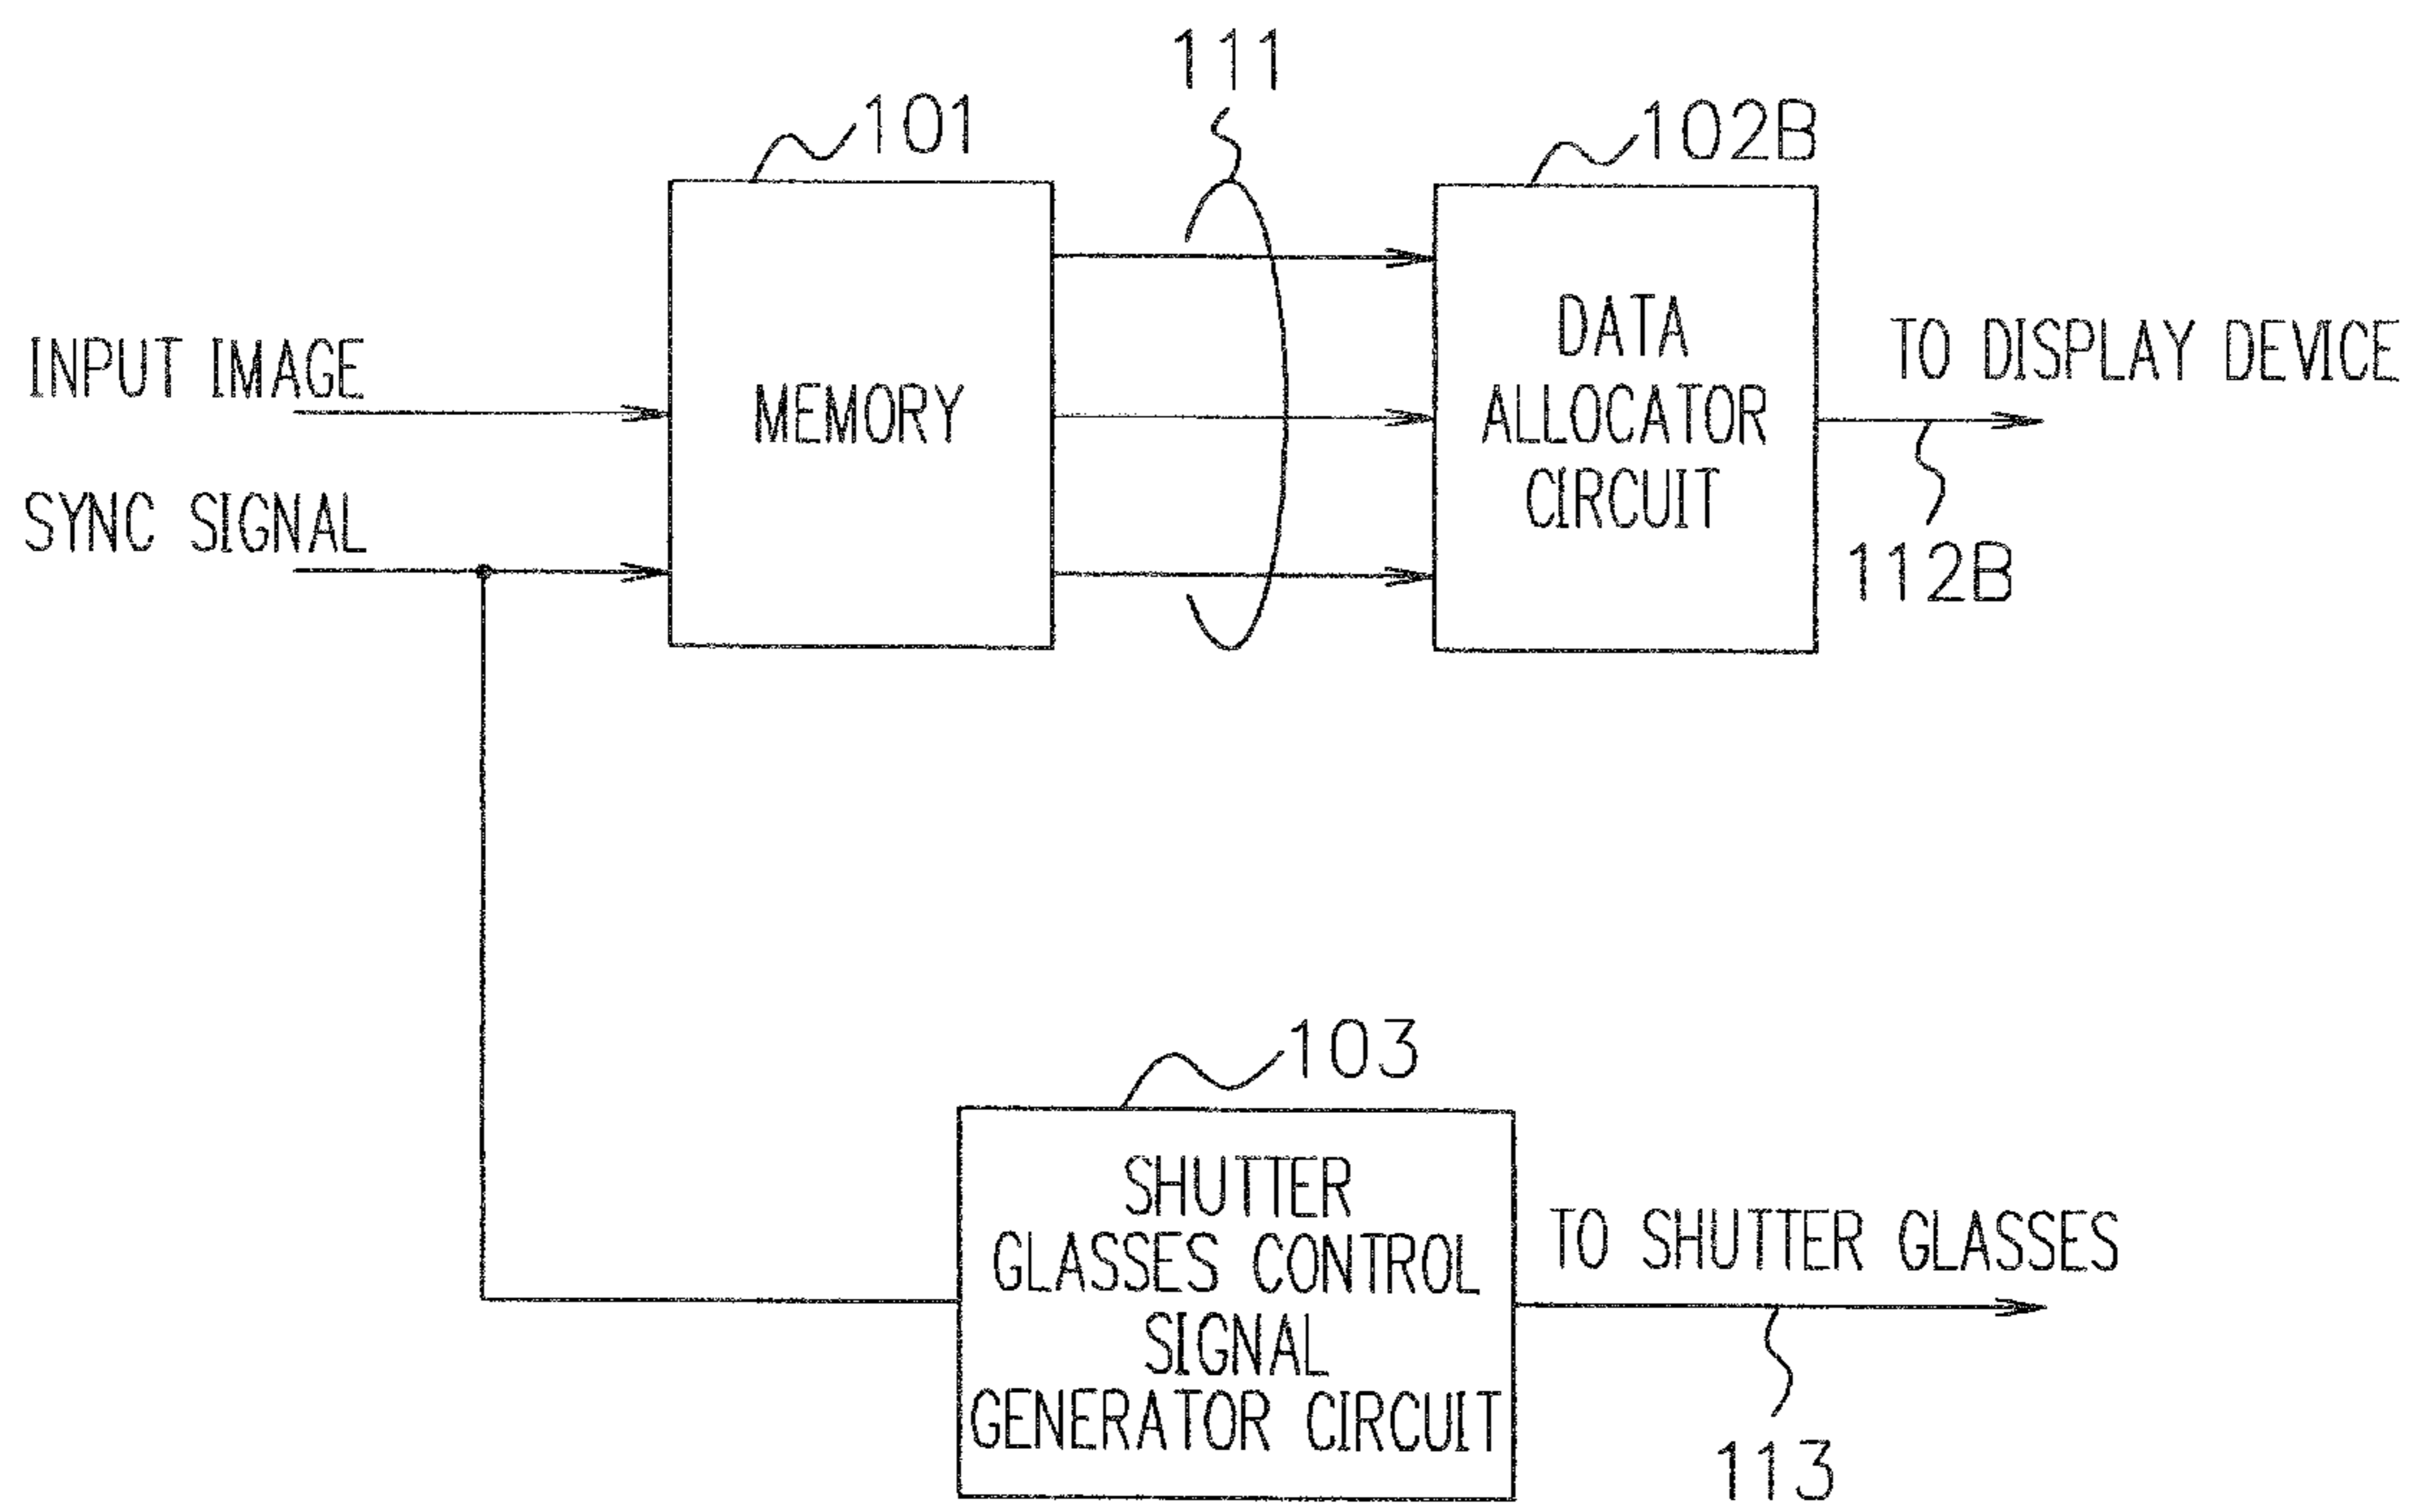 111
101
102B
INPUT IMAGE
SYNC SIGNAL
MEMORY
DATA
ALLOCATOR
CIRCUIT
TO DISPLAY DEVICE
112B
103
SHUTTER
GLASSES CONTROL
SIGNAL
GENERATOR CIRCUIT
TO SHUTTER GLASSES
113